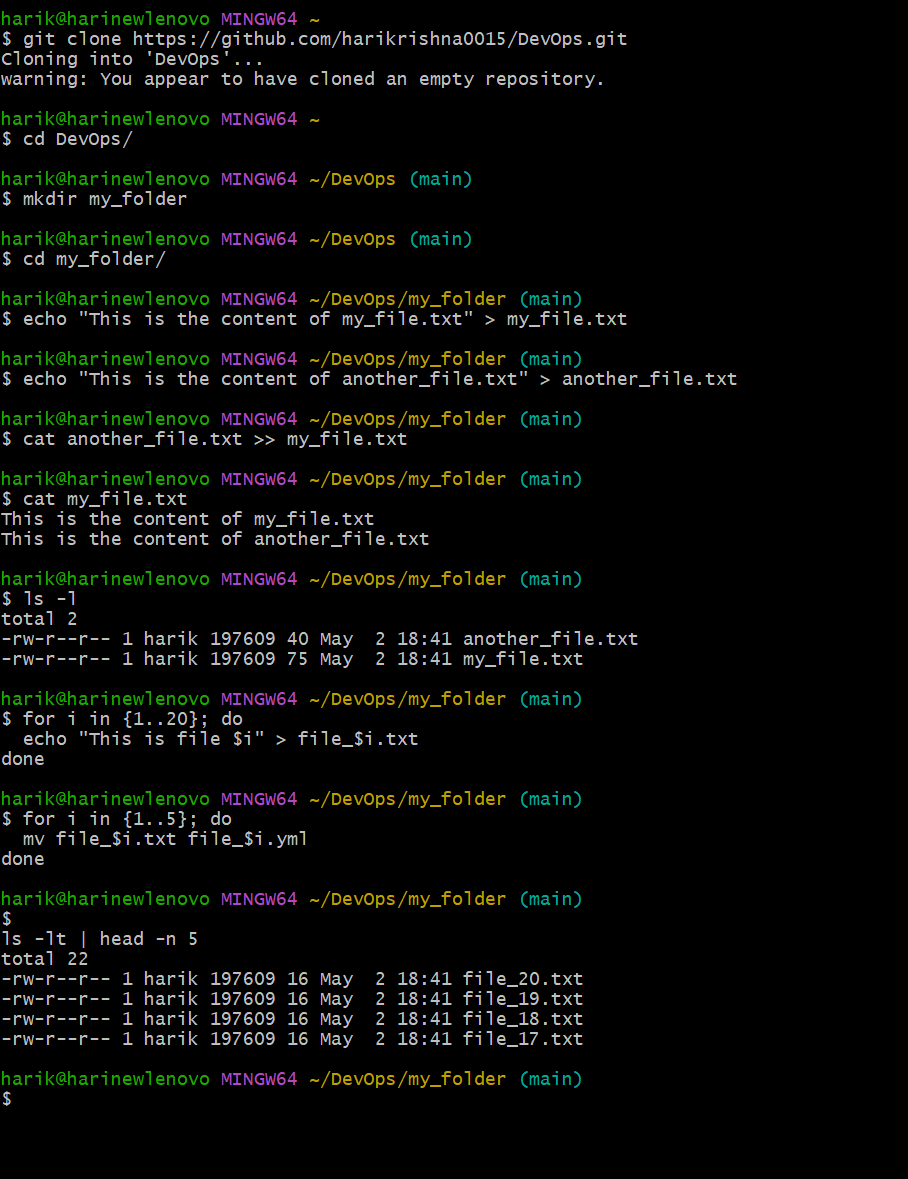 harik@harinewlenovo MINGW64 ~
$ git clone https://github.com/harikrishna0015/DevOps.git
Cloning into 'DevOps'...
warning: You appear to have cloned an empty repository.
harik@harinewlenovo MINGW64 ~
$ cd DevOps/
harik@harinewlenovo MINGW64 ~/DevOps (main)
$ mkdir my_folder
harik@harinewlenovo MINGW64 ~/DevOps (main)
$ cd my_folder/
harik@harinewlenovo MINGW64 ~/DevOps/my_folder (main)
$ echo "This is the content of my_file.txt" > my_file.txt
harik@harinewlenovo MINGW64 ~/DevOps/my_folder (main)
$ echo "This is the content of another_file.txt" > another_file.txt
harik@harinewlenovo MINGW64 ~/DevOps/my_folder (main)
$ cat another_file.txt >> my_file.txt
harik@harinewlenovo MINGW64 ~/DevOps/my_folder (main)
$ cat my_file.txt
This is the content of my_file.txt
This is the content of another_file.txt
harik@harinewlenovo MINGW64 ~/DevOps/my_folder (main)
$ ls -l
total 2
-rw-r--r-- 1 harik 197609 40 May  2 18:41 another_file.txt
-rw-r--r-- 1 harik 197609 75 May  2 18:41 my_file.txt
harik@harinewlenovo MINGW64 ~/DevOps/my_folder (main)
$ for i in {1..20}; do
  echo "This is file $i" > file_$i.txt
done
harik@harinewlenovo MINGW64 ~/DevOps/my_folder (main)
$ for i in {1..5}; do
  mv file_$i.txt file_$i.yml
done
harik@harinewlenovo MINGW64 ~/DevOps/my_folder (main)
$
ls -lt | head -n 5
total 22
-rw-r--r-- 1 harik 197609 16 May  2 18:41 file_20.txt
-rw-r--r-- 1 harik 197609 16 May  2 18:41 file_19.txt
-rw-r--r-- 1 harik 197609 16 May  2 18:41 file_18.txt
-rw-r--r-- 1 harik 197609 16 May  2 18:41 file_17.txt
harik@harinewlenovo MINGW64 ~/DevOps/my_folder (main)
$